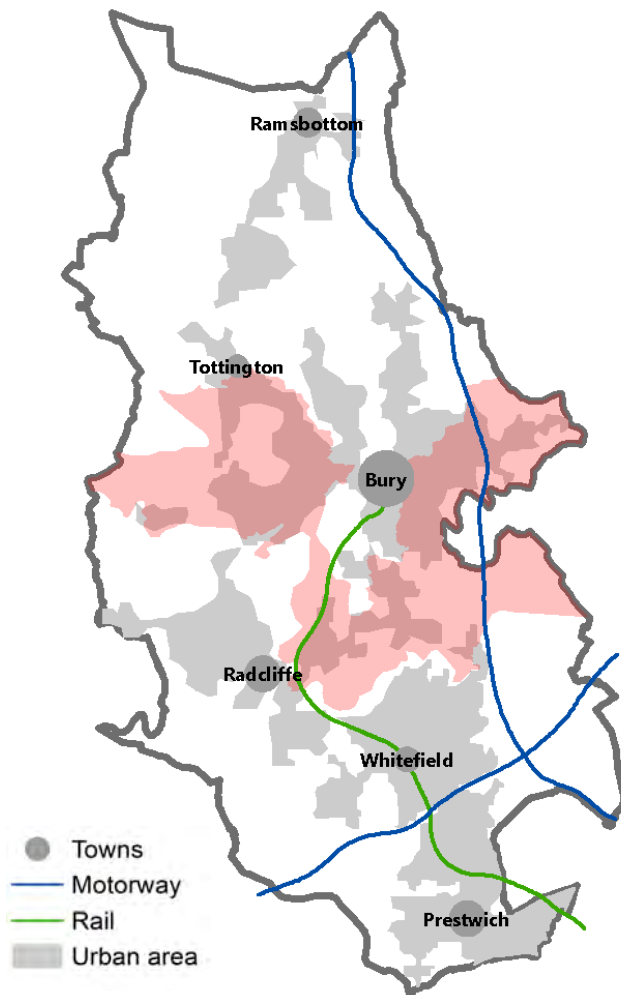 Ramsbottom
Tottington
Bury
Radcliffe
Whitefield
Prestwich
Towns
Motorway
Rail
Urban area